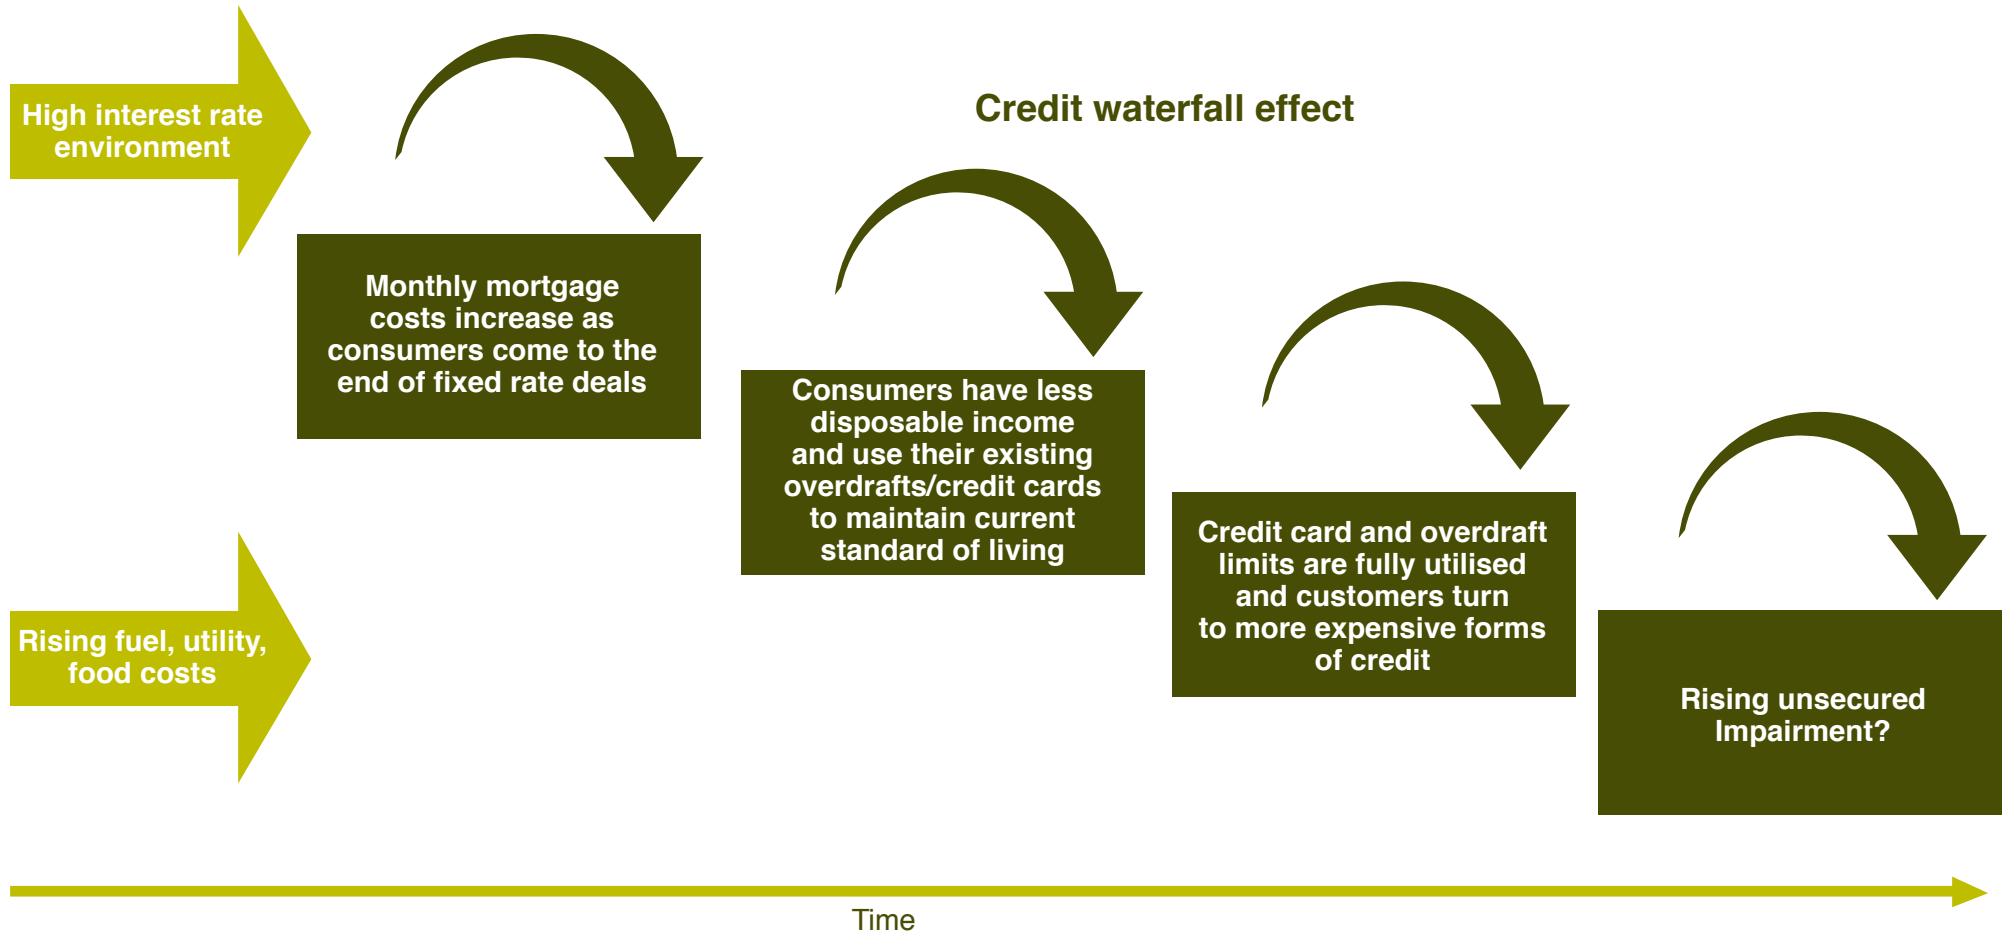 High interest rate
environment
Credit waterfall effect
Monthly mortgage
costs increase as
consumers come to the
end of fixed rate deals
Consumers have less
disposable income
and use their existing
overdrafts/credit cards
to maintain current
standard of living
Credit card and overdraft
limits are fully utilised
and customers turn
to more expensive forms
of credit
Rising fuel, utility,
food costs
Rising unsecured
Impairment?
Time